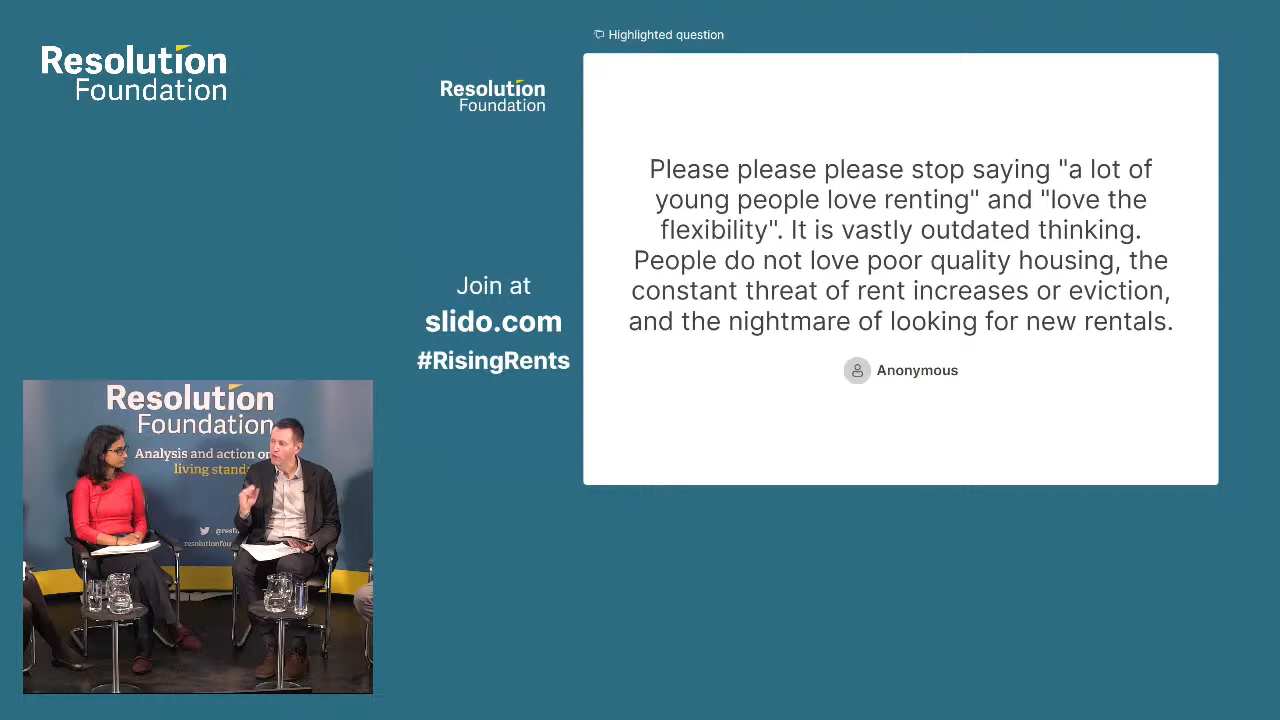 Resolution
Foundation
Highlighted question
Resolution
Foundation
Please please please stop saying "a lot of
young people love renting" and "love the
flexibility". It is vastly outdated thinking.
People do not love poor quality housing, the
constant threat of rent increases or eviction,
and the nightmare of looking for new rentals.
Anonymous
Join at
slido.com
#RisingRents
Resolution
Foundation
Analysis and action on
living